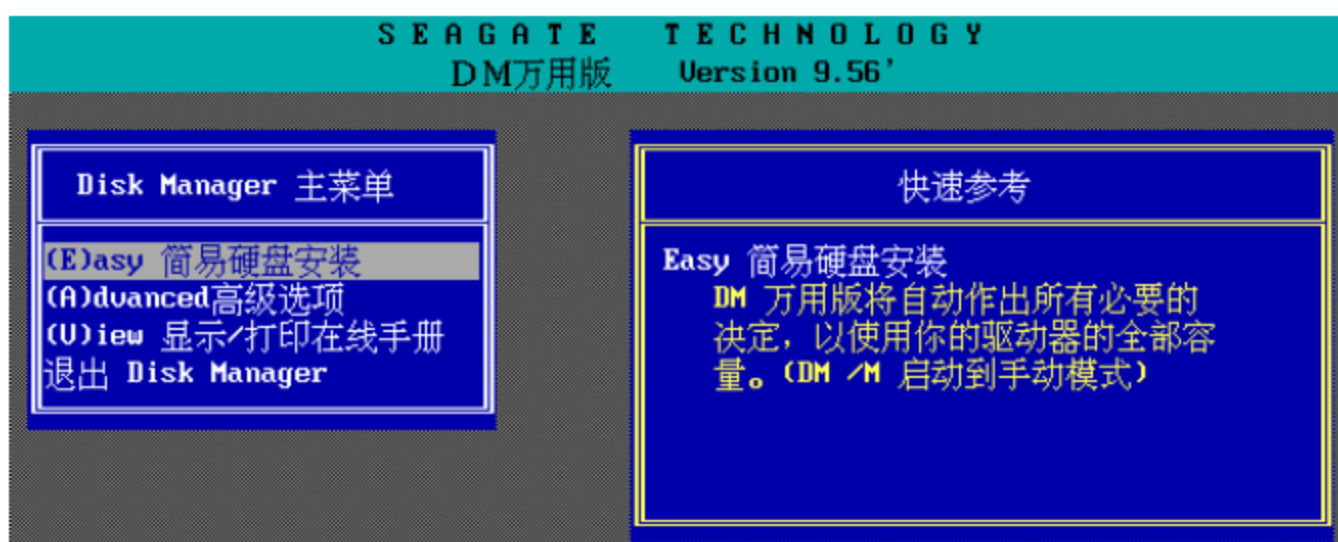 SEAGATE TECHNOLOGY
DM万用版 Version 9.56'
Disk Manager 主菜单
(E)asy 简易硬盘安装
(A)dvanced高级选项
(V)iew 显示/打印在线手册
退出 Disk Manager
快速参考
Easy 简易硬盘安装
DM 万用版将自动作出所有必要的
决定，以使用你的驱动器的全部容
量。(DM /M 启动到手动模式)